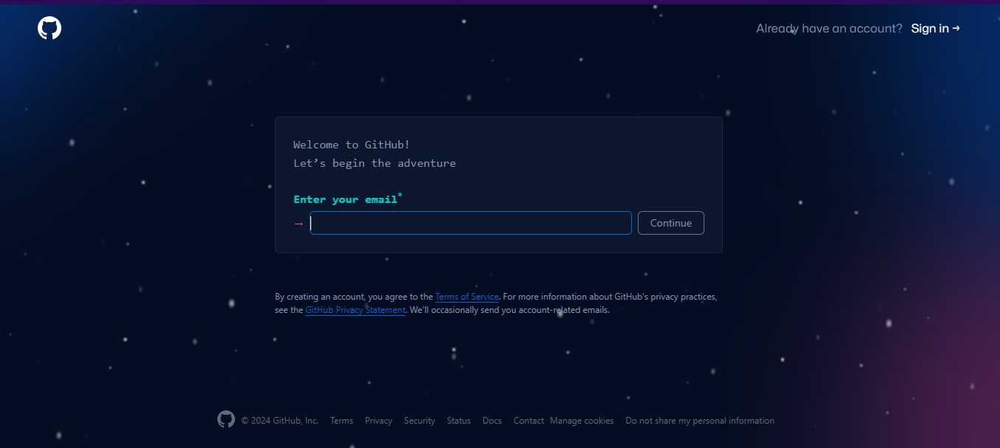 Already have an account? Sign in →
Welcome to GitHub!
Let’s begin the adventure
Enter your email*
→ Continue
By creating an account, you agree to the Terms of Service. For more information about GitHub's privacy practices,
see the GitHub Privacy Statement. We'll occasionally send you account-related emails.
© 2024 GitHub, Inc. Terms Privacy Security Status Docs Contact Manage cookies Do not share my personal information